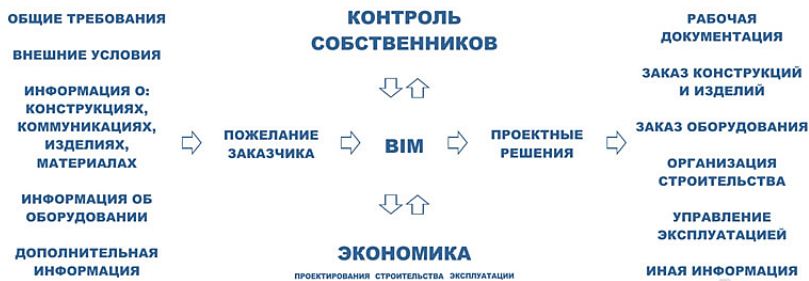 ОБЩИЕ ТРЕБОВАНИЯ
ВНЕШНИЕ УСЛОВИЯ
ИНФОРМАЦИЯ О:
КОНСТРУКЦИЯХ,
КОММУНИКАЦИЯХ,
ИЗДЕЛИЯХ,
МАТЕРИАЛАХ
ИНФОРМАЦИЯ ОБ
ОБОРУДОВАНИИ
ДОПОЛНИТЕЛЬНАЯ
ИНФОРМАЦИЯ
ПОЖЕЛАНИЕ
ЗАКАЗЧИКА
КОНТРОЛЬ
СОБСТВЕННИКОВ
BIM
ЭКОНОМИКА
ПРОЕКТИРОВАНИЯ СТРОИТЕЛЬСТВА ЭКСПЛУАТАЦИИ
ПРОЕКТНЫЕ
РЕШЕНИЯ
РАБОЧАЯ
ДОКУМЕНТАЦИЯ
ЗАКАЗ КОНСТРУКЦИЙ
И ИЗДЕЛИЙ
ЗАКАЗ ОБОРУДОВАНИЯ
ОРГАНИЗАЦИЯ
СТРОИТЕЛЬСТВА
УПРАВЛЕНИЕ
ЭКСПЛУАТАЦИЕЙ
ИНАЯ ИНФОРМАЦИЯ